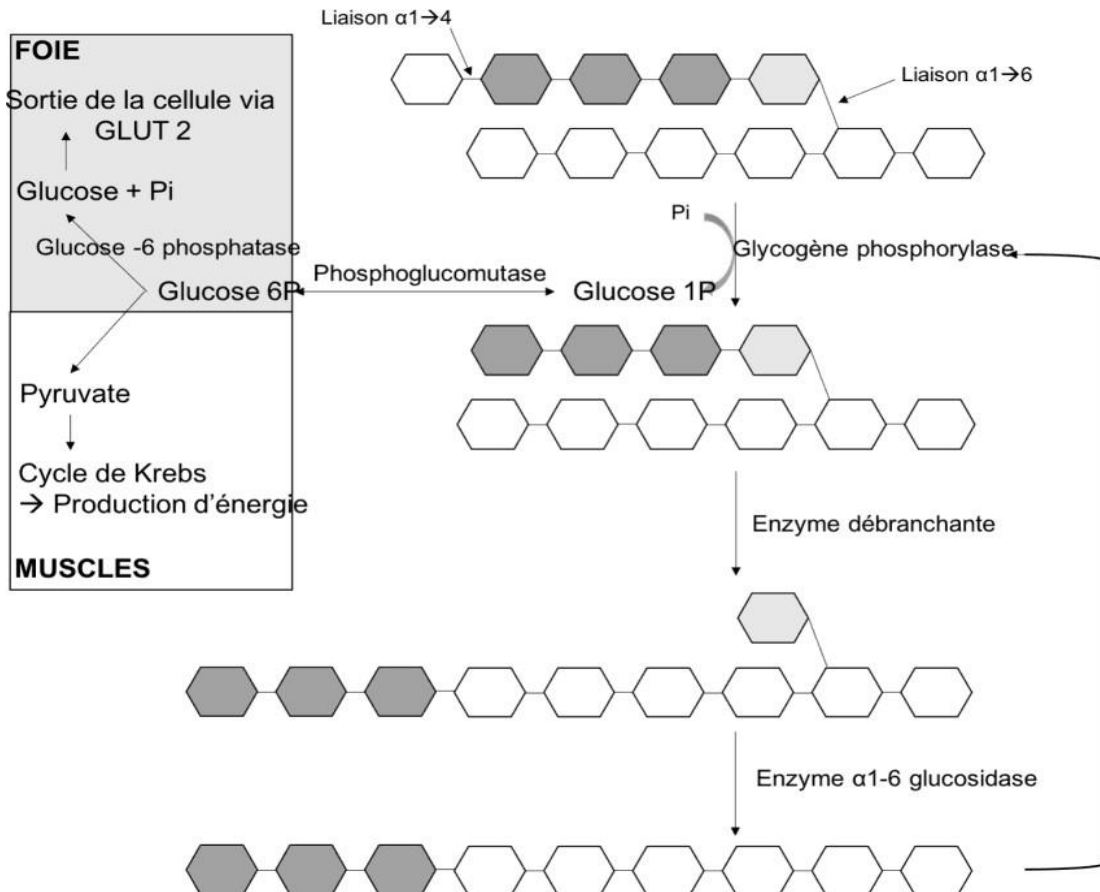 FOIE
Sortie de la cellule via
GLUT 2
Glucose + Pi
Glucose -6 phosphatase
Glucose 6P
Phosphoglucomutase
Glucose 1P
Pyruvate
Cycle de Krebs
→ Production d’énergie
MUSCLES
Liaison α1→4
Liaison α1→6
Pi
Glycogène phosphorylase
Enzyme débranchante
Enzyme α1-6 glucosidase